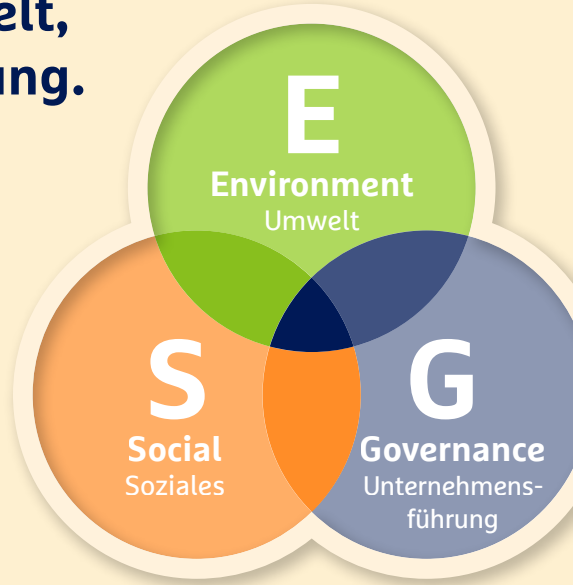 elt,
ung.
E
Environment
Umwelt
S
Social
Soziales
G
Governance
Unternehmens-
führung